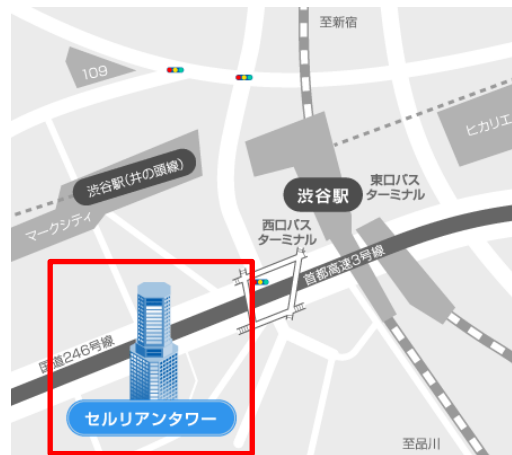 至新宿
109
ヒカリエ
渋谷駅(井の頭線)
渋谷駅
東口バス
ターミナル
マークシティ
西口バス
ターミナル
首都高速3号線
国道246号線
セルリアンタワー
至品川